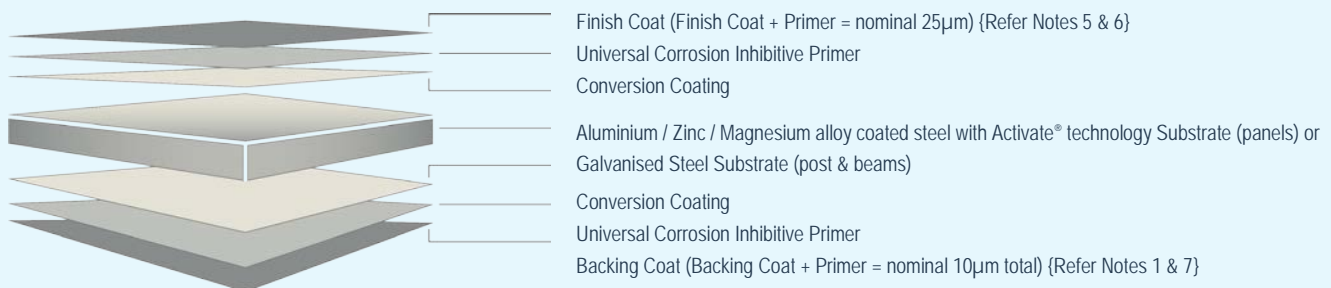 Finish Coat (Finish Coat + Primer = nominal 25µm) {Refer Notes 5 & 6}
Universal Corrosion Inhibitive Primer
Conversion Coating
Aluminium / Zinc / Magnesium alloy coated steel with Activate® technology Substrate (panels) or
Galvanised Steel Substrate (post & beams)
Conversion Coating
Universal Corrosion Inhibitive Primer
Backing Coat (Backing Coat + Primer = nominal 10µm total) {Refer Notes 1 & 7}